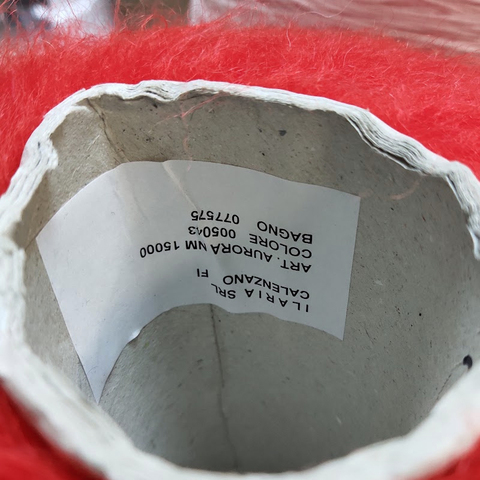 ILARIA SRL
CALENZANO FI
ART. AURORA NM 15000
COLORE 005043
BAGNO 077575